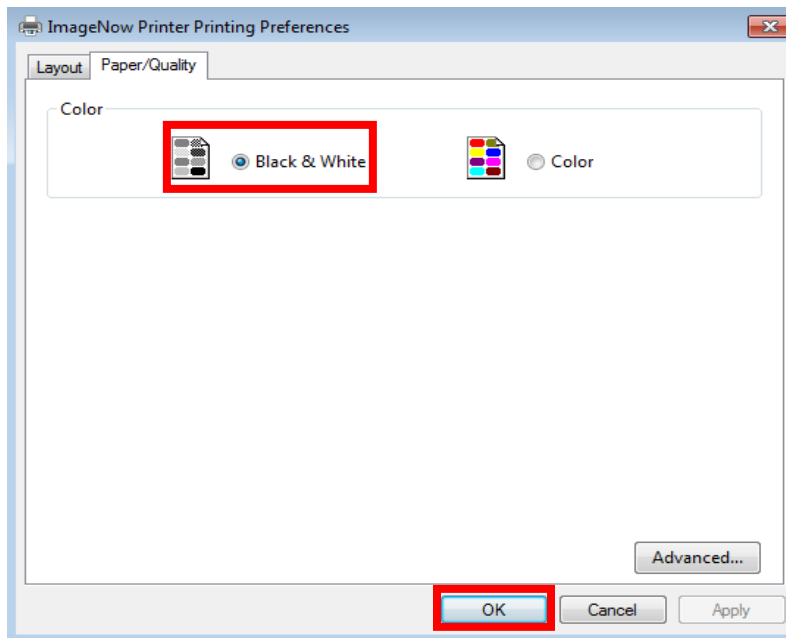 ImageNow Printer Printing Preferences
Layout Paper/Quality
Color
Black & White Color
Advanced...
OK Cancel Apply